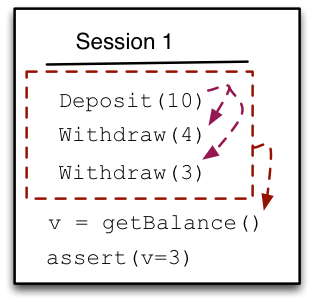 Session 1
Deposit(10)
Withdraw(4)
Withdraw(3)
v = getBalance()
assert(v=3)